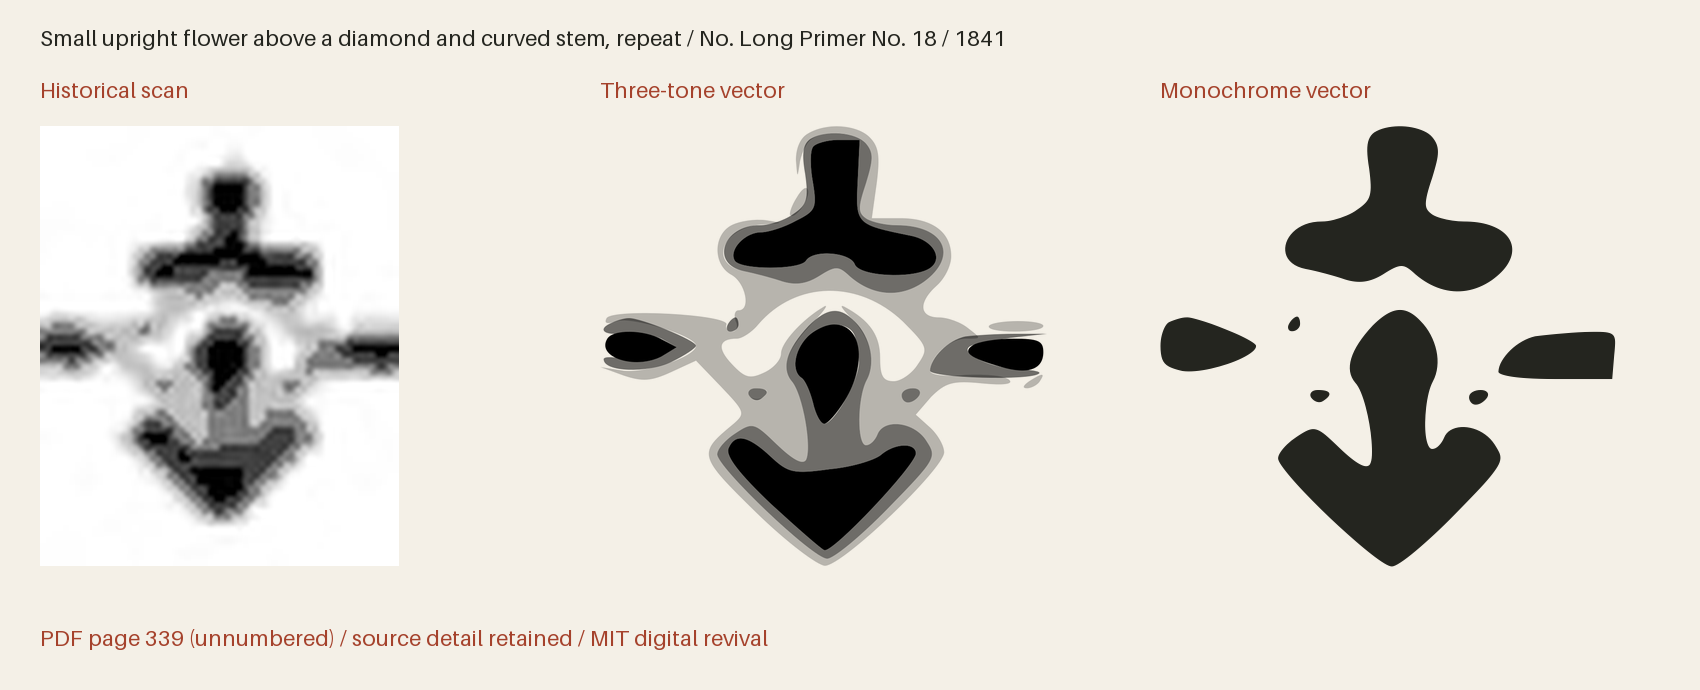 Small upright flower above a diamond and curved stem, repeat / No. Long Primer No. 18 / 1841
Historical scan
Three-tone vector
Monochrome vector
PDF page 339 (unnumbered) / source detail retained / MIT digital revival